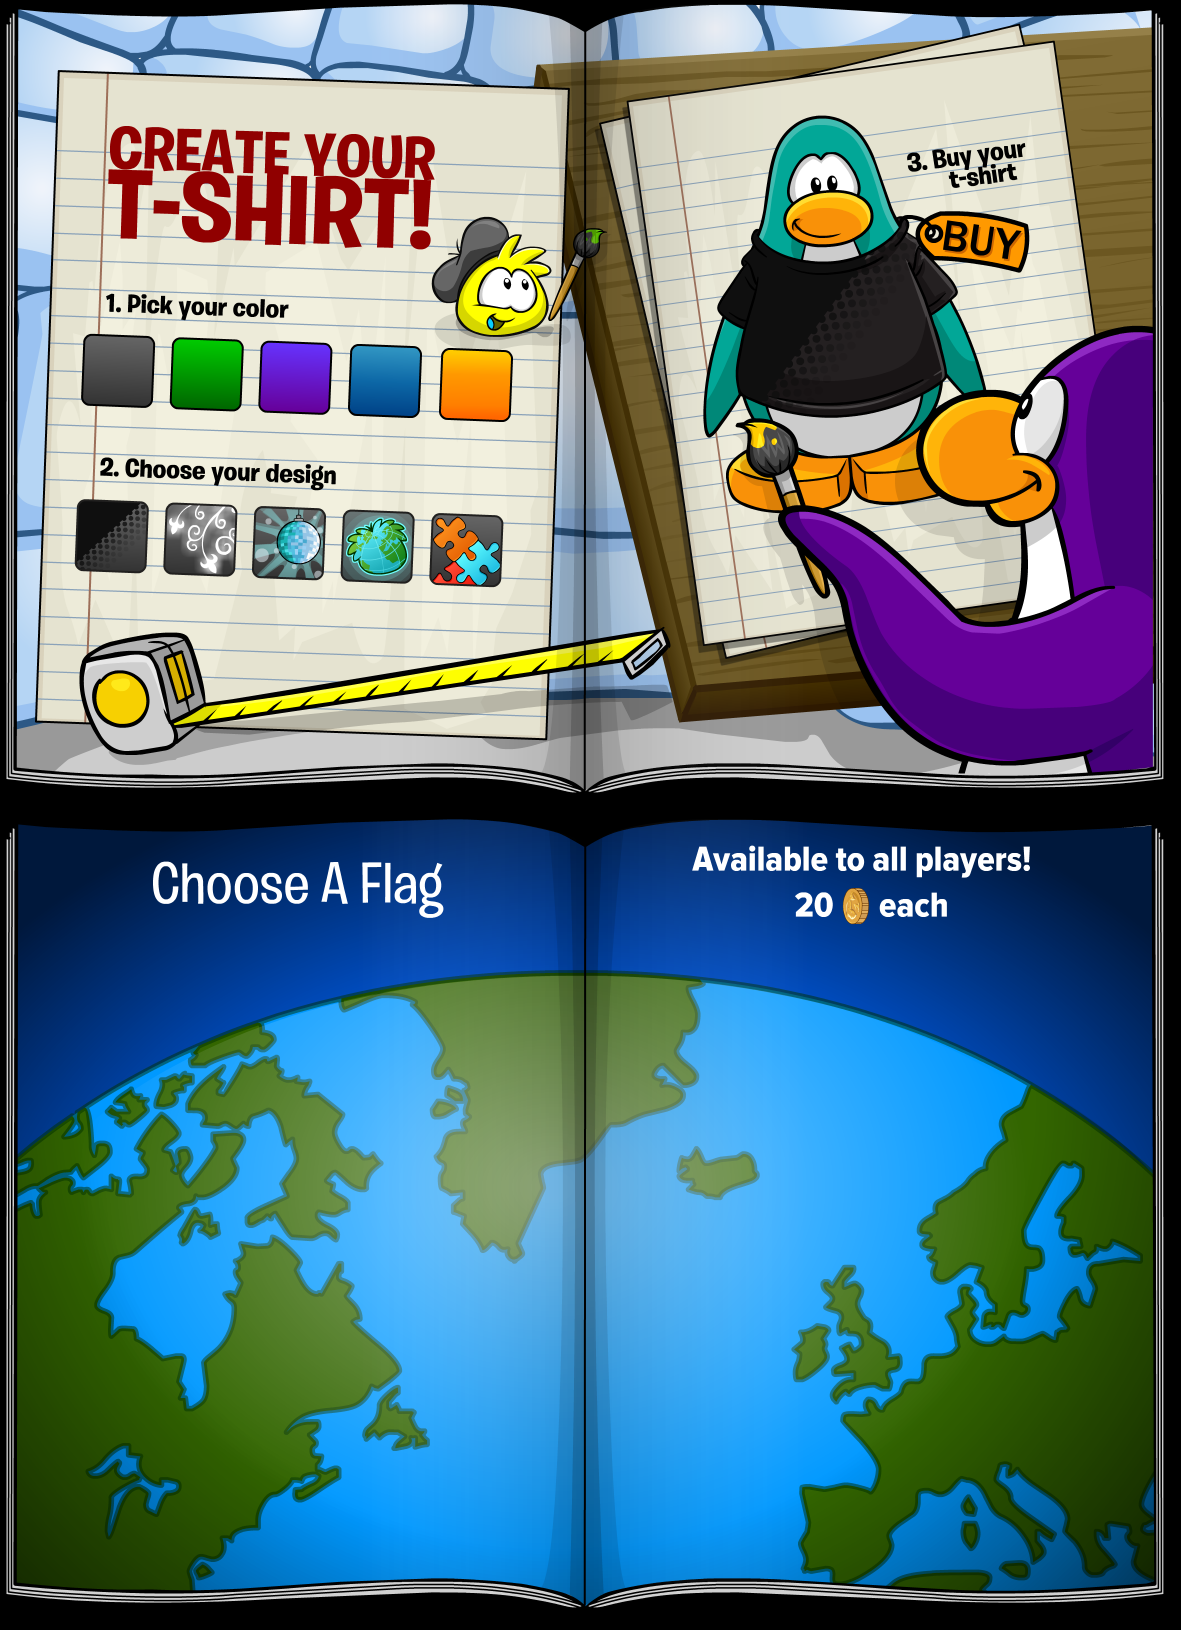 CREATE YOUR
T-SHIRT!
1. Pick your color
2. Choose your design
3. Buy your
t-shirt
BUY
Choose A Flag
Available to all players!
20 each